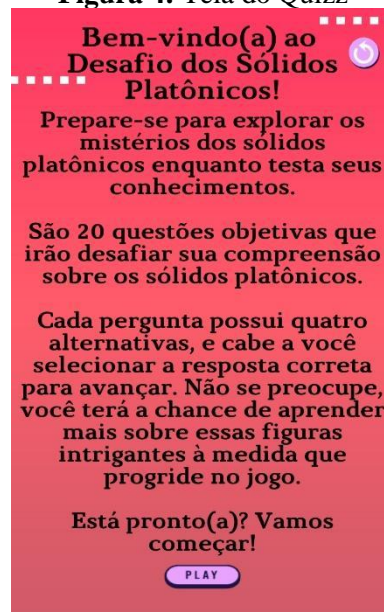 Figura 4. Tela do Quizz
Bem-vindo(a) ao
Desafio dos Sólidos
Platônicos!
Prepare-se para explorar os
mistérios dos sólidos
platônicos enquanto testa seus
conhecimentos.
São 20 questões objetivas que
irão desafiar sua compreensão
sobre os sólidos platônicos.
Cada pergunta possui quatro
alternativas, e cabe a você
selecionar a resposta correta
para avançar. Não se preocupe,
você terá a chance de aprender
mais sobre essas figuras
intrigantes à medida que
progride no jogo.
Está pronto(a)? Vamos
começar!
PLAY